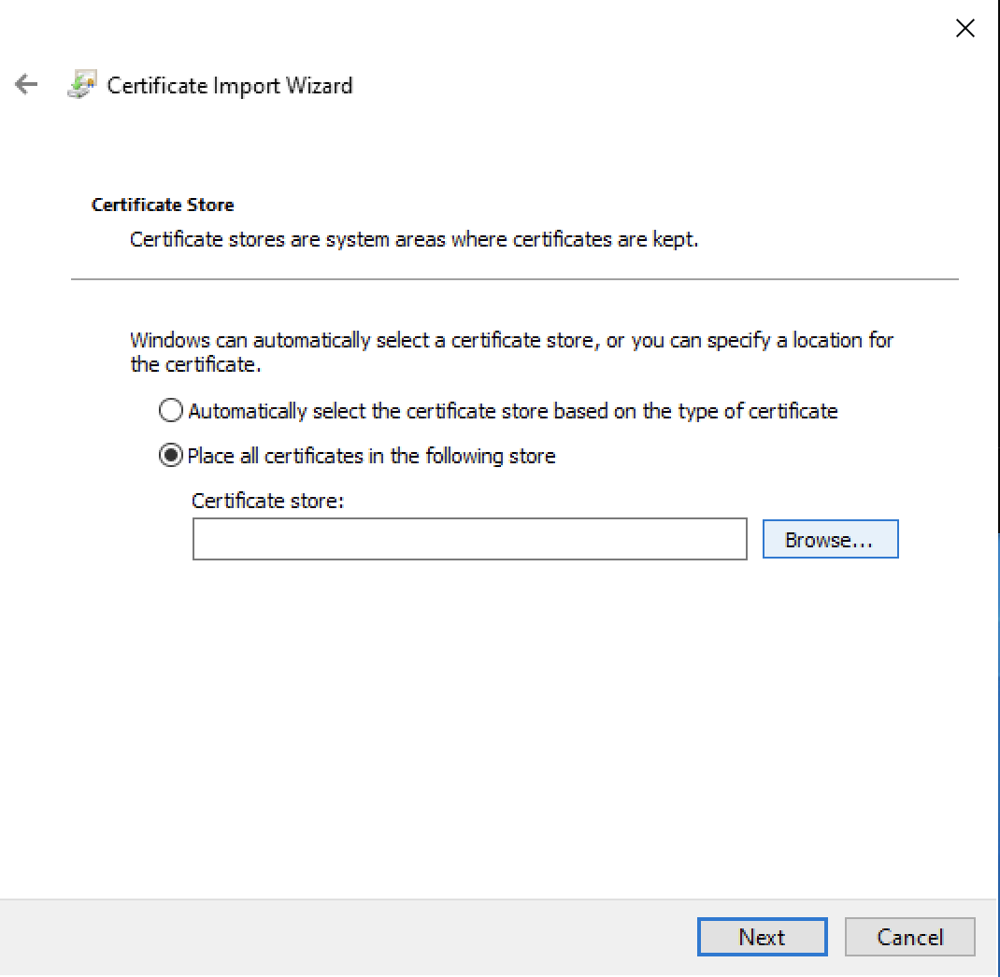 Certificate Import Wizard
Certificate Store
Certificate stores are system areas where certificates are kept.
Windows can automatically select a certificate store, or you can specify a location for
the certificate.
Automatically select the certificate store based on the type of certificate
Place all certificates in the following store
Certificate store:
Browse...
Next
Cancel